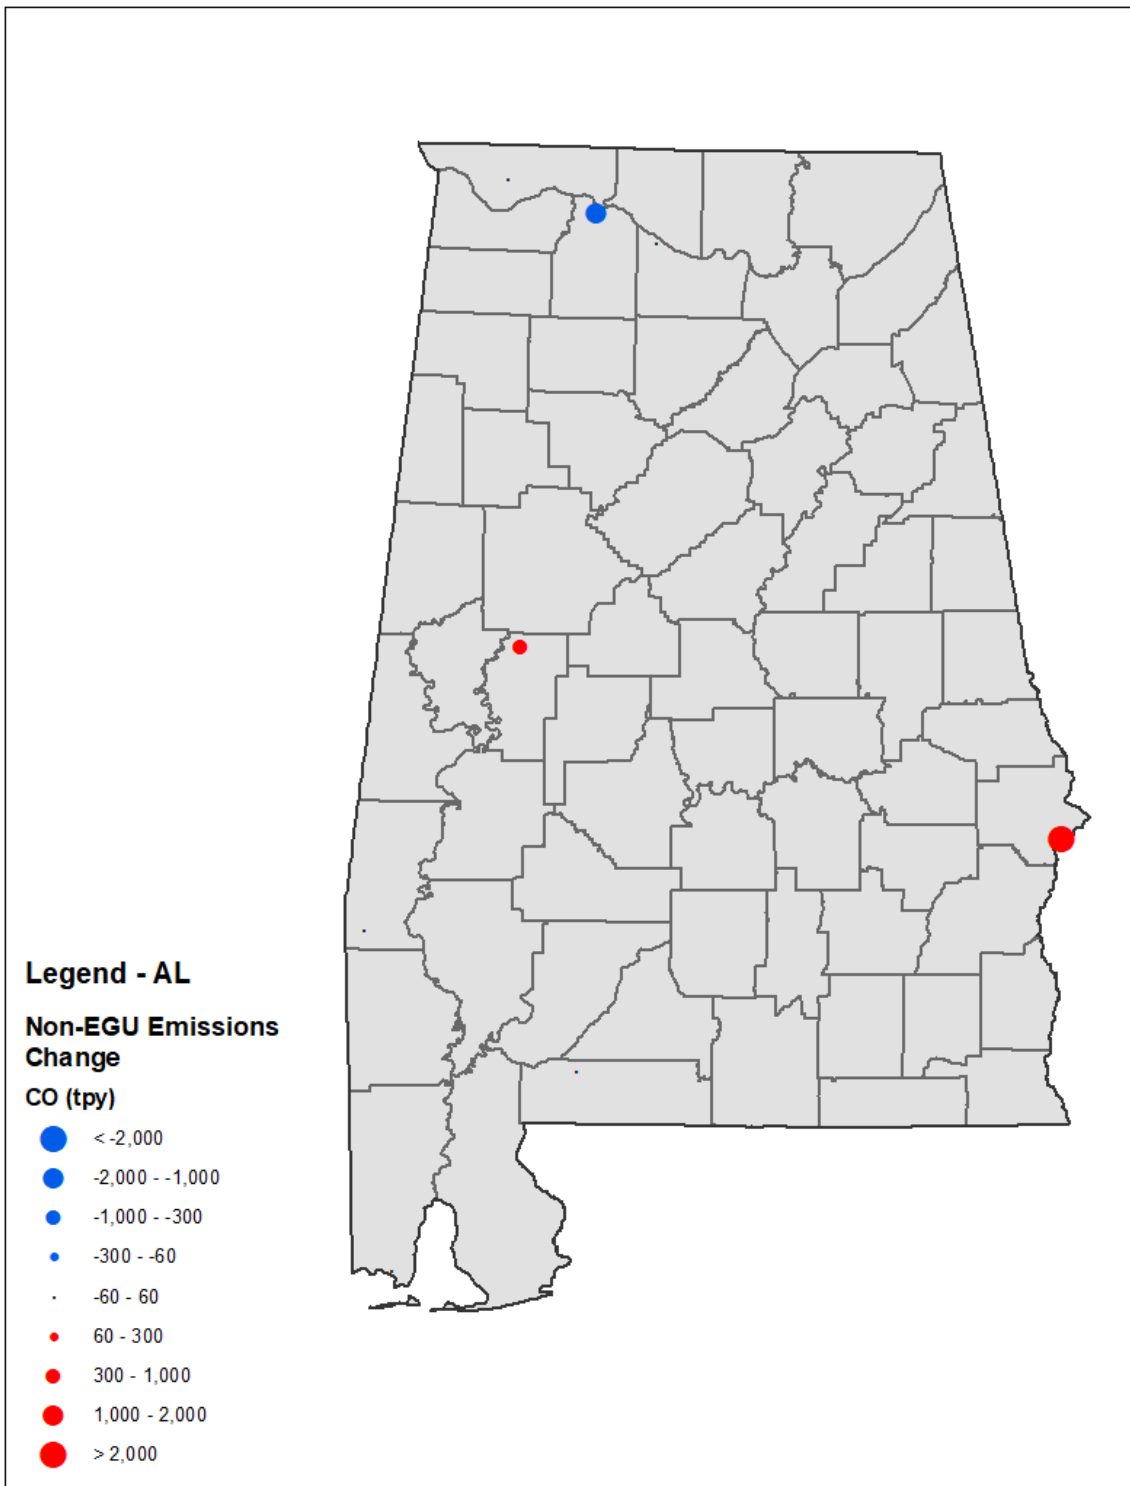 Legend - AL
Non-EGU Emissions
Change
CO (tpy)
< -2,000
-2,000 - -1,000
-1,000 - -300
-300 - -60
-60 - 60
60 - 300
300 - 1,000
1,000 - 2,000
> 2,000